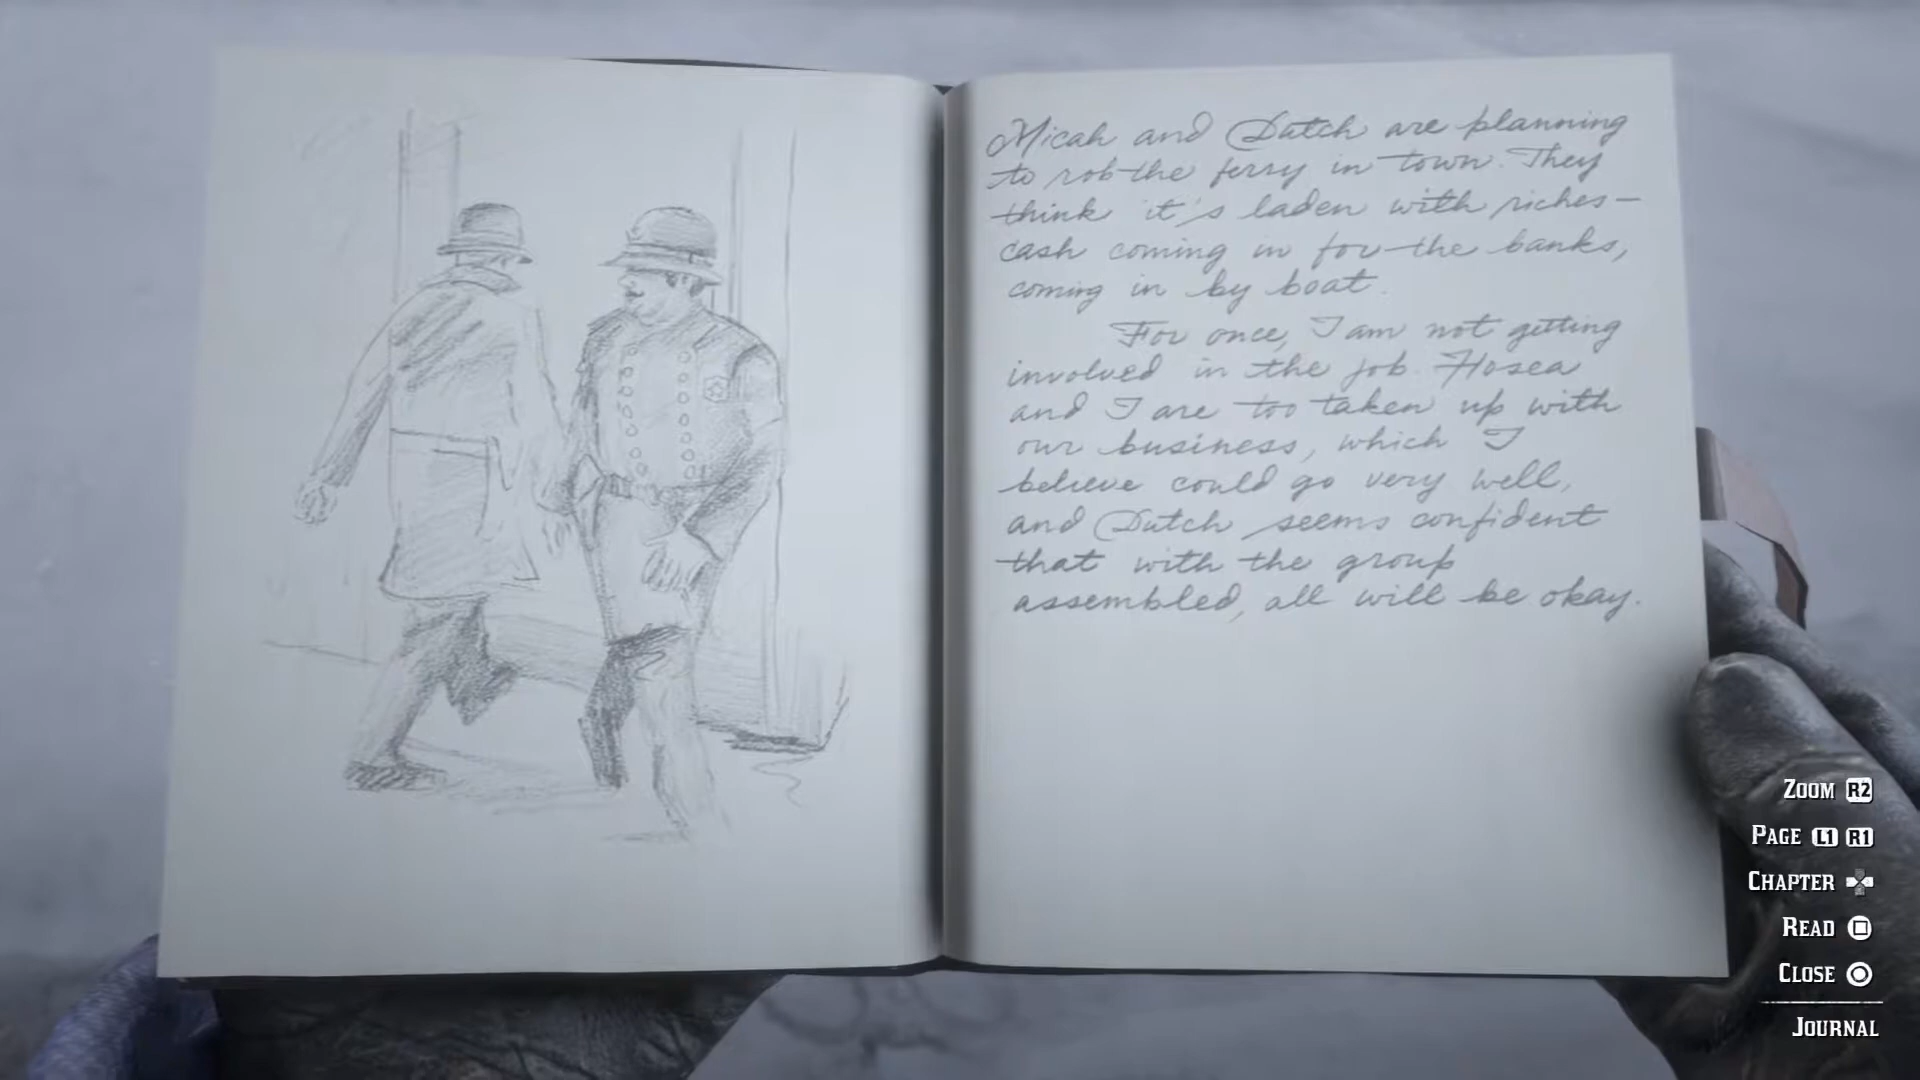 Micah and Dutch are planning
to rob the ferry in town. They
think it's laden with riches—
cash coming in for the banks,
coming in by boat.
For once, I am not getting
involved in the job. Hosea
and I are too taken up with
our business, which I
believe could go very well,
and Dutch seems confident
that with the group
assembled, all will be okay.
ZOOM R2
PAGE L1 R1
CHAPTER
READ
CLOSE
JOURNAL